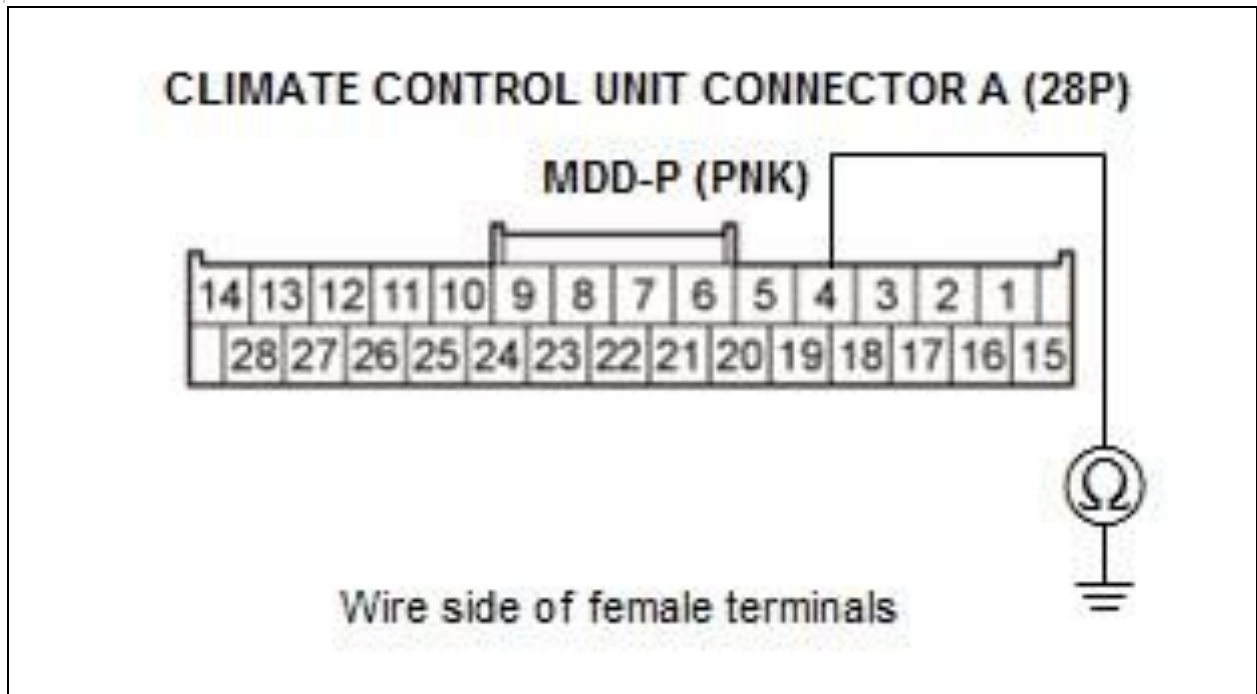 CLIMATE CONTROL UNIT CONNECTOR A (28P)
MDD-P (PNK)
14 13 12 11 10 9 8 7 6 5 4 3 2 1
28 27 26 25 24 23 22 21 20 19 18 17 16 15
Ω
Wire side of female terminals